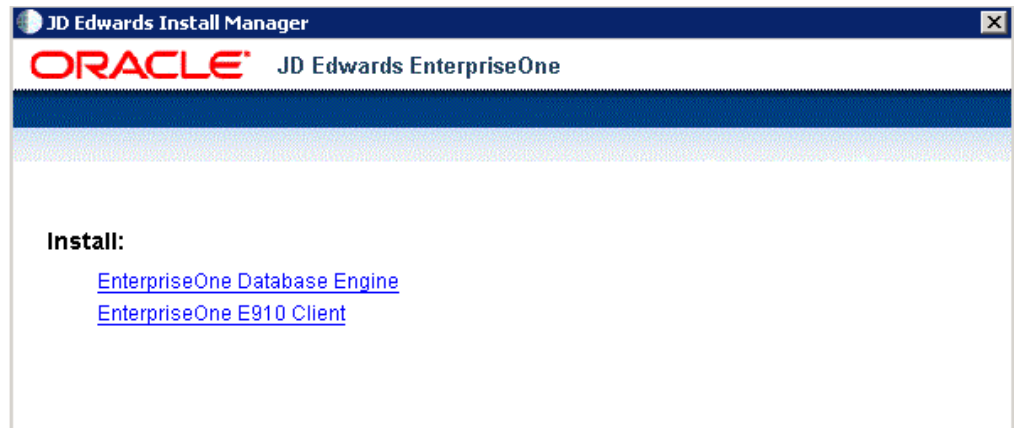 JD Edwards Install Manager
ORACLE JD Edwards EnterpriseOne
Install:
EnterpriseOne Database Engine
EnterpriseOne E910 Client